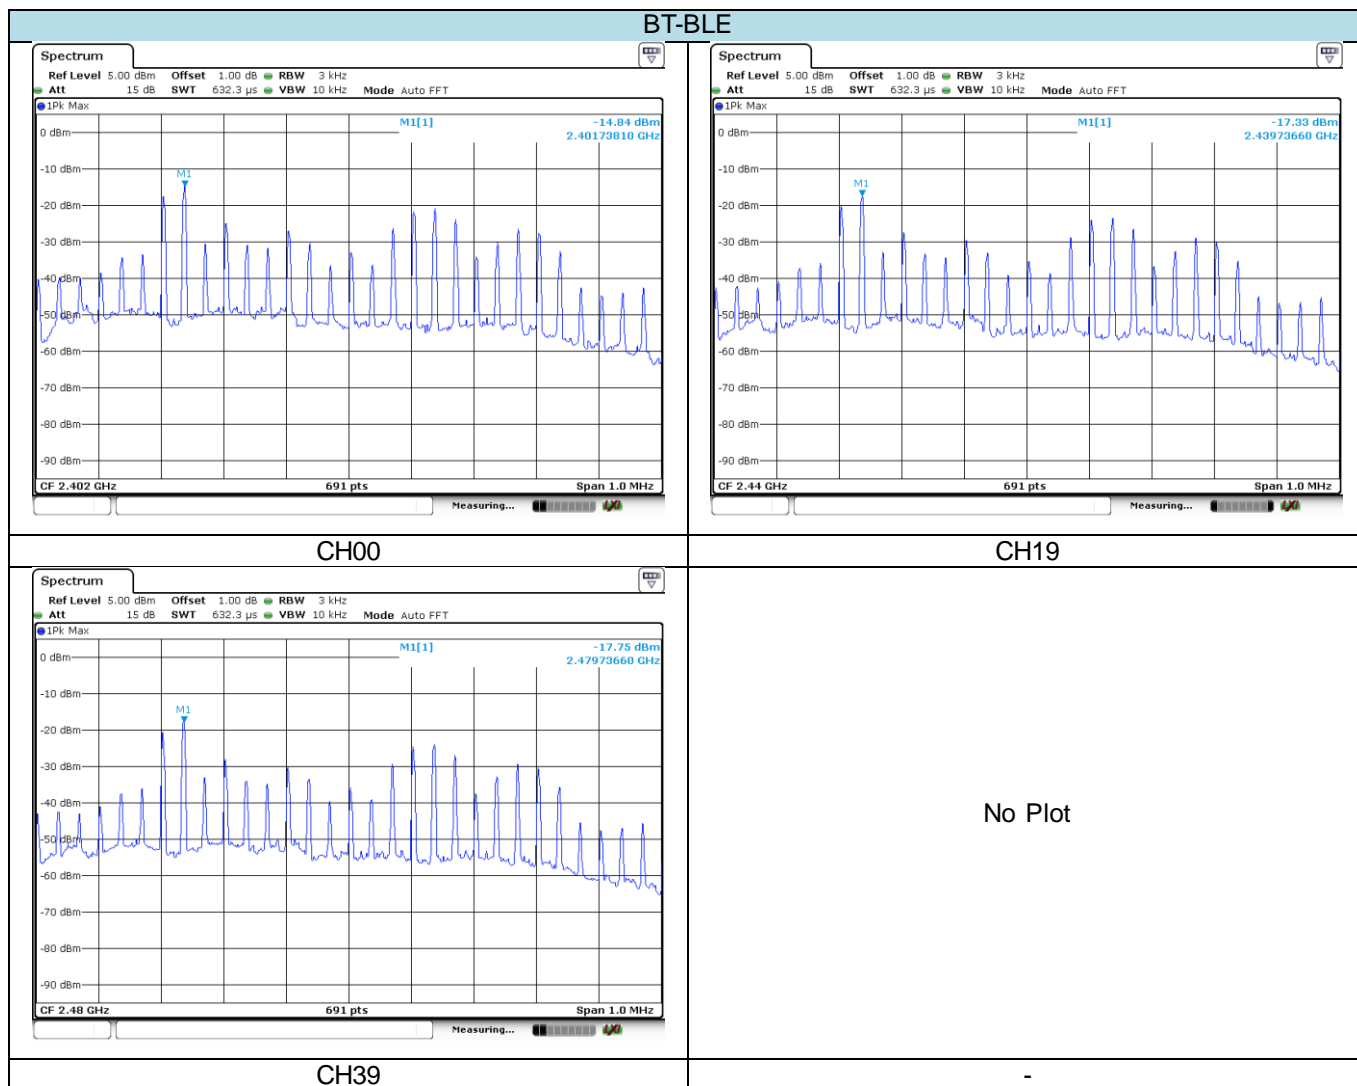 BT-BLE
Spectrum
Ref Level 5.00 dBm Offset 1.00 dB RBW 3 kHz
Att 15 dB SWT 632.3 µs VBW 10 kHz Mode Auto FFT
1Pk Max
M1[1] -14.84 dBm
2.40173810 GHz
0 dBm
-10 dBm
M1
-20 dBm
-30 dBm
-40 dBm
-50 dBm
-60 dBm
-70 dBm
-80 dBm
-90 dBm
CF 2.402 GHz 691 pts Span 1.0 MHz
Measuring...
Spectrum
Ref Level 5.00 dBm Offset 1.00 dB RBW 3 kHz
Att 15 dB SWT 632.3 µs VBW 10 kHz Mode Auto FFT
1Pk Max
M1[1] -17.33 dBm
2.43973660 GHz
0 dBm
-10 dBm
M1
-20 dBm
-30 dBm
-40 dBm
-50 dBm
-60 dBm
-70 dBm
-80 dBm
-90 dBm
CF 2.44 GHz 691 pts Span 1.0 MHz
Measuring...
CH00 CH19
Spectrum
Ref Level 5.00 dBm Offset 1.00 dB RBW 3 kHz
Att 15 dB SWT 632.3 µs VBW 10 kHz Mode Auto FFT
1Pk Max
M1[1] -17.75 dBm
2.47973660 GHz
0 dBm
-10 dBm
M1
-20 dBm
-30 dBm
-40 dBm
-50 dBm
-60 dBm
-70 dBm
-80 dBm
-90 dBm
CF 2.48 GHz 691 pts Span 1.0 MHz
Measuring...
No Plot
CH39 -